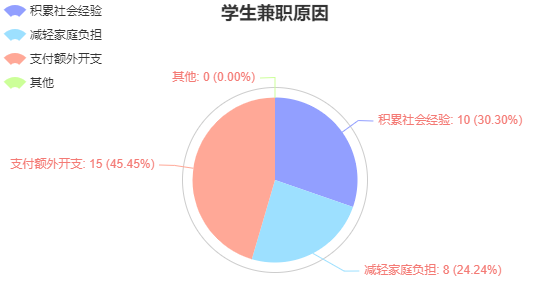 学生兼职原因
积累社会经验
减轻家庭负担
支付额外开支
其他
其他: 0 (0.00%)
积累社会经验: 10 (30.30%)
支付额外开支: 15 (45.45%)
减轻家庭负担: 8 (24.24%)